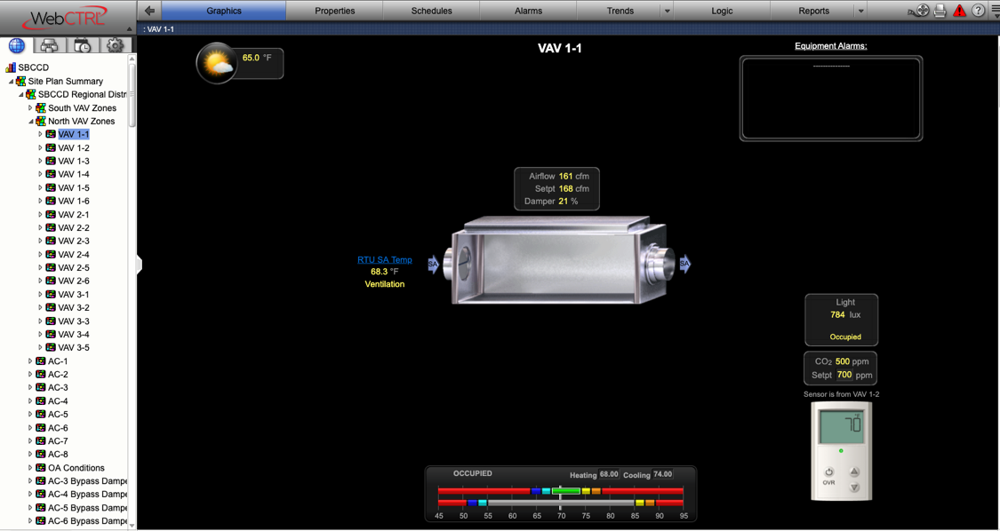 WebCTRL
Graphics
Properties
Schedules
Alarms
Trends
Logic
Reports
?
: VAV 1-1
SBCCD
Site Plan Summary
SBCCD Regional Distr
South VAV Zones
North VAV Zones
VAV 1-1
VAV 1-2
VAV 1-3
VAV 1-4
VAV 1-5
VAV 1-6
VAV 2-1
VAV 2-2
VAV 2-3
VAV 2-4
VAV 2-5
VAV 2-6
VAV 3-1
VAV 3-2
VAV 3-3
VAV 3-4
VAV 3-5
AC-1
AC-2
AC-3
AC-4
AC-5
AC-6
AC-7
AC-8
OA Conditions
AC-3 Bypass Dampe
AC-4 Bypass Dampe
AC-5 Bypass Dampe
AC-6 Bypass Dampe
65.0 °F
VAV 1-1
Equipment Alarms:
---------------
Airflow 161 cfm
Setpt 168 cfm
Damper 21 %
RTU SA Temp
68.3 °F
Ventilation
SA
SA
Light
784 lux
Occupied
CO2 500 ppm
Setpt 700 ppm
Sensor is from VAV 1-2
°F
70
OVR
OCCUPIED
Heating 68.00 Cooling 74.00
45 50 55 60 65 70 75 80 85 90 95